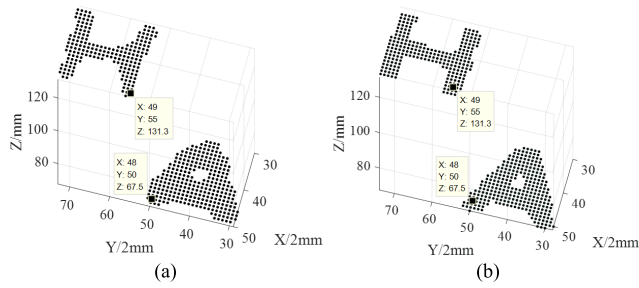 X: 49
Y: 55
Z: 131.3
X: 48
Y: 50
Z: 67.5
Z/mm
120
100
80
70
60
50
40
30
Y/2mm
30
40
50
X/2mm
(a)
X: 49
Y: 55
Z: 131.3
X: 48
Y: 50
Z: 67.5
Z/mm
120
100
80
70
60
50
40
30
Y/2mm
30
40
50
X/2mm
(b)
H
A
H
A